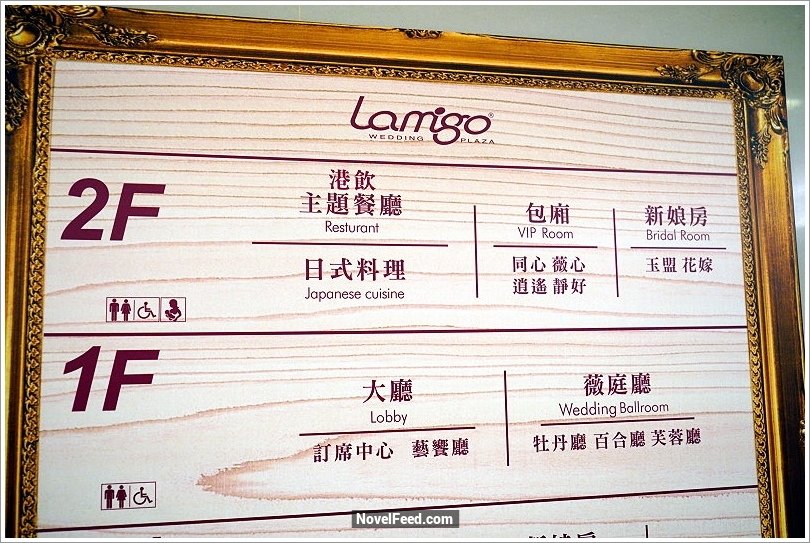 Lamigo®
WEDDING PLAZA
2F
港飲
主題餐廳
Resturant
日式料理
Japanese cuisine
包廂
VIP Room
同心 薇心
逍遙 靜好
新娘房
Bridal Room
玉盟 花嫁
1F
大廳
Lobby
訂席中心 藝饗廳
薇庭廳
Wedding Ballroom
牡丹廳 百合廳 芙蓉廳
NovelFeed.com